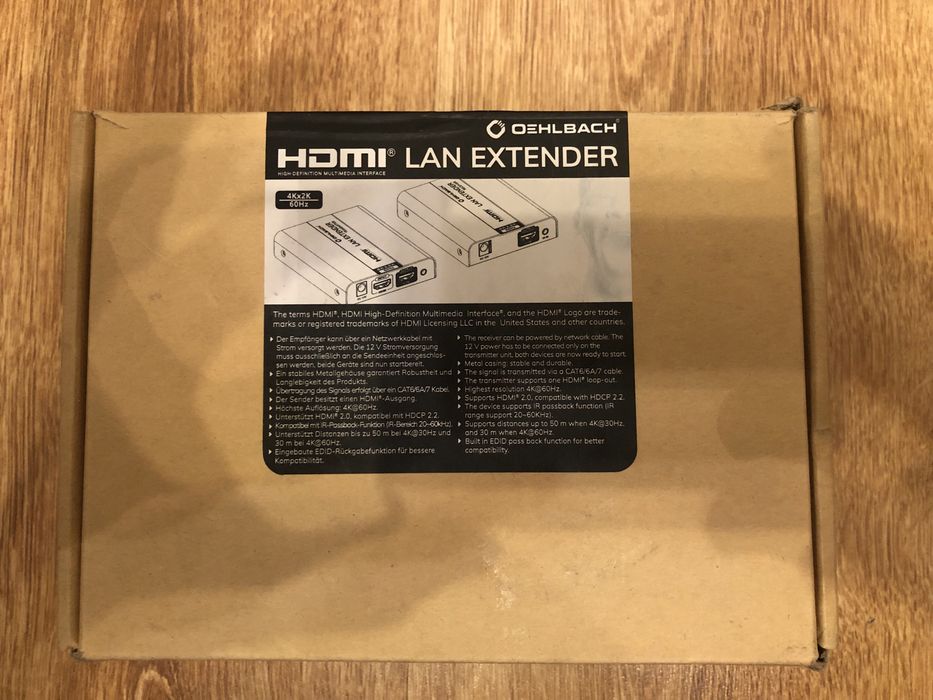 OEHLBACH®
HDMI® LAN EXTENDER
HIGH-DEFINITION MULTIMEDIA INTERFACE
4Kx2K
60Hz
OEHLBACH
HDMI LAN EXTENDER
OEHLBACH
HDMI LAN EXTENDER
The terms HDMI®, HDMI High-Definition Multimedia Interface®, and the HDMI® Logo are trade-
marks or registered trademarks of HDMI Licensing LLC in the United States and other countries.
Der Empfänger kann über ein Netzwerkkabel mit
Strom versorgt werden. Die 12 V Stromversorgung
muss ausschließlich an die Sendeeinheit angeschlos-
sen werden, beide Geräte sind nun startbereit.
Ein stabiles Metallgehäuse garantiert Robustheit und
Langlebigkeit des Produkts.
Übertragung des Signals erfolgt über ein CAT6/6A/7 Kabel.
Der Sender besitzt einen HDMI®-Ausgang.
Höchste Auflösung: 4K@60Hz.
Unterstützt HDMI® 2.0, kompatibel mit HDCP 2.2.
Kompatibel mit IR-Passback-Funktion (IR-Bereich 20~60kHz).
Unterstützt Distanzen bis zu 50 m bei 4K@30Hz und
30 m bei 4K@60Hz.
Eingebaute EDID-Rückgabefunktion für bessere
Kompatibilität.
The receiver can be powered by network cable. The
12 V power has to be connected only on the
transmitter unit, both devices are now ready to start.
Metal casing: stable and durable.
The signal is transmitted via a CAT6/6A/7 cable.
The transmitter supports one HDMI® loop-out.
Highest resolution 4K@60Hz.
Supports HDMI® 2.0, compatible with HDCP 2.2.
The device supports IR passback function (IR
range support 20~60KHz).
Supports distances up to 50 m when 4K@30Hz,
and 30 m when 4K@60Hz.
Built in EDID pass back function for better
compatibility.